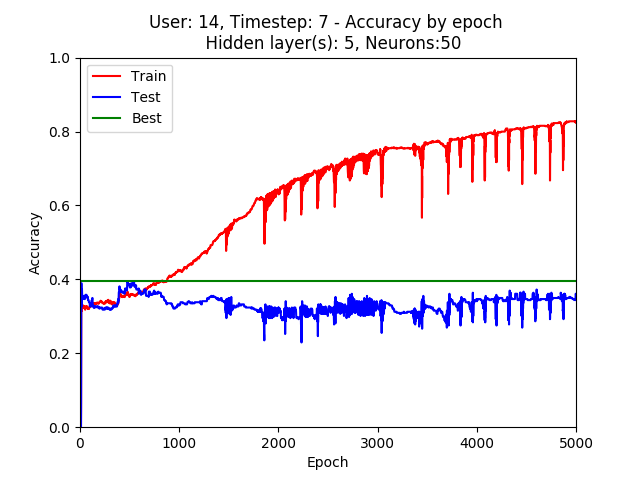 User: 14, Timestep: 7 - Accuracy by epoch
Hidden layer(s): 5, Neurons:50
1.0
Train
Test
Best
0.8
0.6
Accuracy
0.4
0.2
0.0
0 1000 2000 3000 4000 5000
Epoch